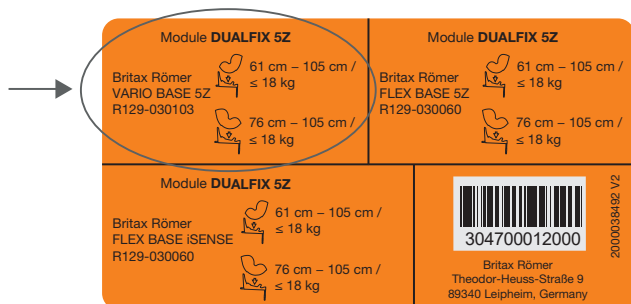 Module DUALFIX 5Z
Britax Römer
VARIO BASE 5Z
R129-030103
61 cm – 105 cm /
≤ 18 kg
76 cm – 105 cm /
≤ 18 kg
Module DUALFIX 5Z
Britax Römer
FLEX BASE 5Z
R129-030060
61 cm – 105 cm /
≤ 18 kg
76 cm – 105 cm /
≤ 18 kg
Module DUALFIX 5Z
Britax Römer
FLEX BASE iSENSE
R129-030060
61 cm – 105 cm /
≤ 18 kg
76 cm – 105 cm /
≤ 18 kg
304700012000
Britax Römer
Theodor-Heuss-Straße 9
89340 Leipheim, Germany
2000038492 V2